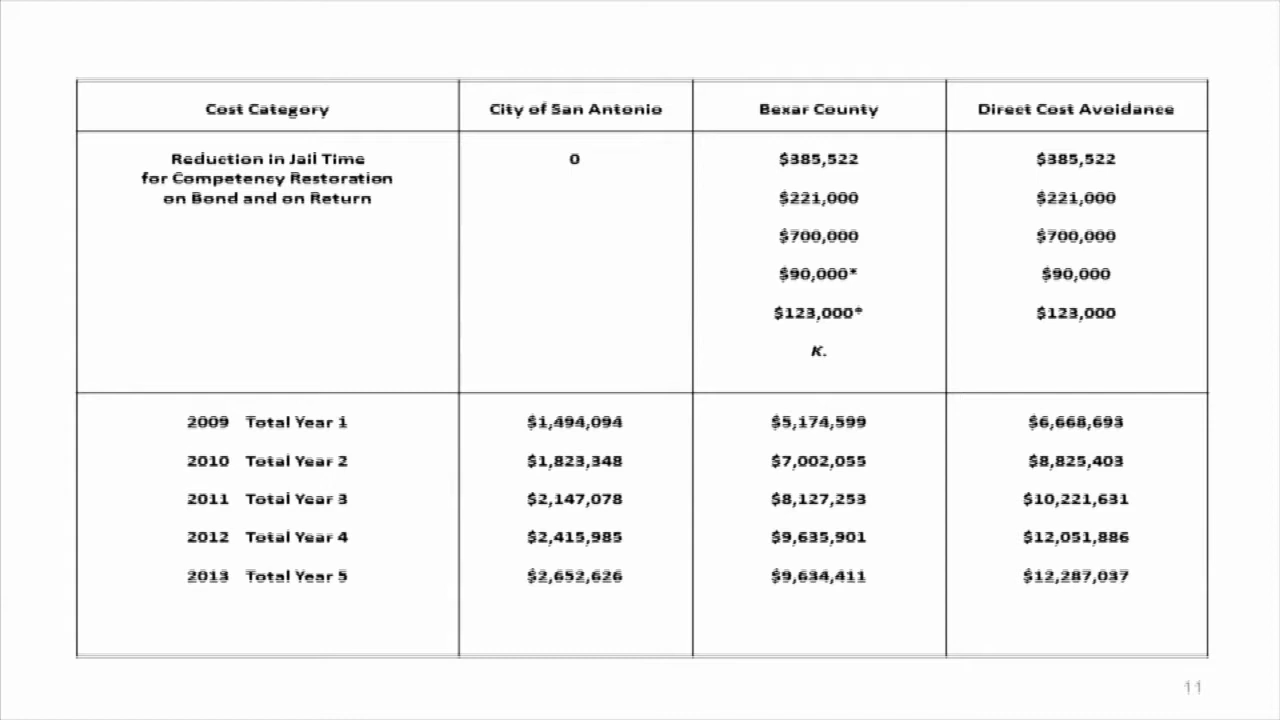 Cost Category City of San Antonio Bexar County Direct Cost Avoidance
Reduction in Jail Time 0 $385,522 $385,522
for Competency Restoration
on Bond and on Return $221,000 $221,000
$700,000 $700,000
$90,000* $90,000
$123,000* $123,000
K.
2009 Total Year 1 $1,494,094 $5,174,599 $6,668,693
2010 Total Year 2 $1,823,348 $7,002,055 $8,825,403
2011 Total Year 3 $2,147,078 $8,127,253 $10,221,631
2012 Total Year 4 $2,415,985 $9,635,901 $12,051,886
2013 Total Year 5 $2,652,626 $9,634,411 $12,287,037
11